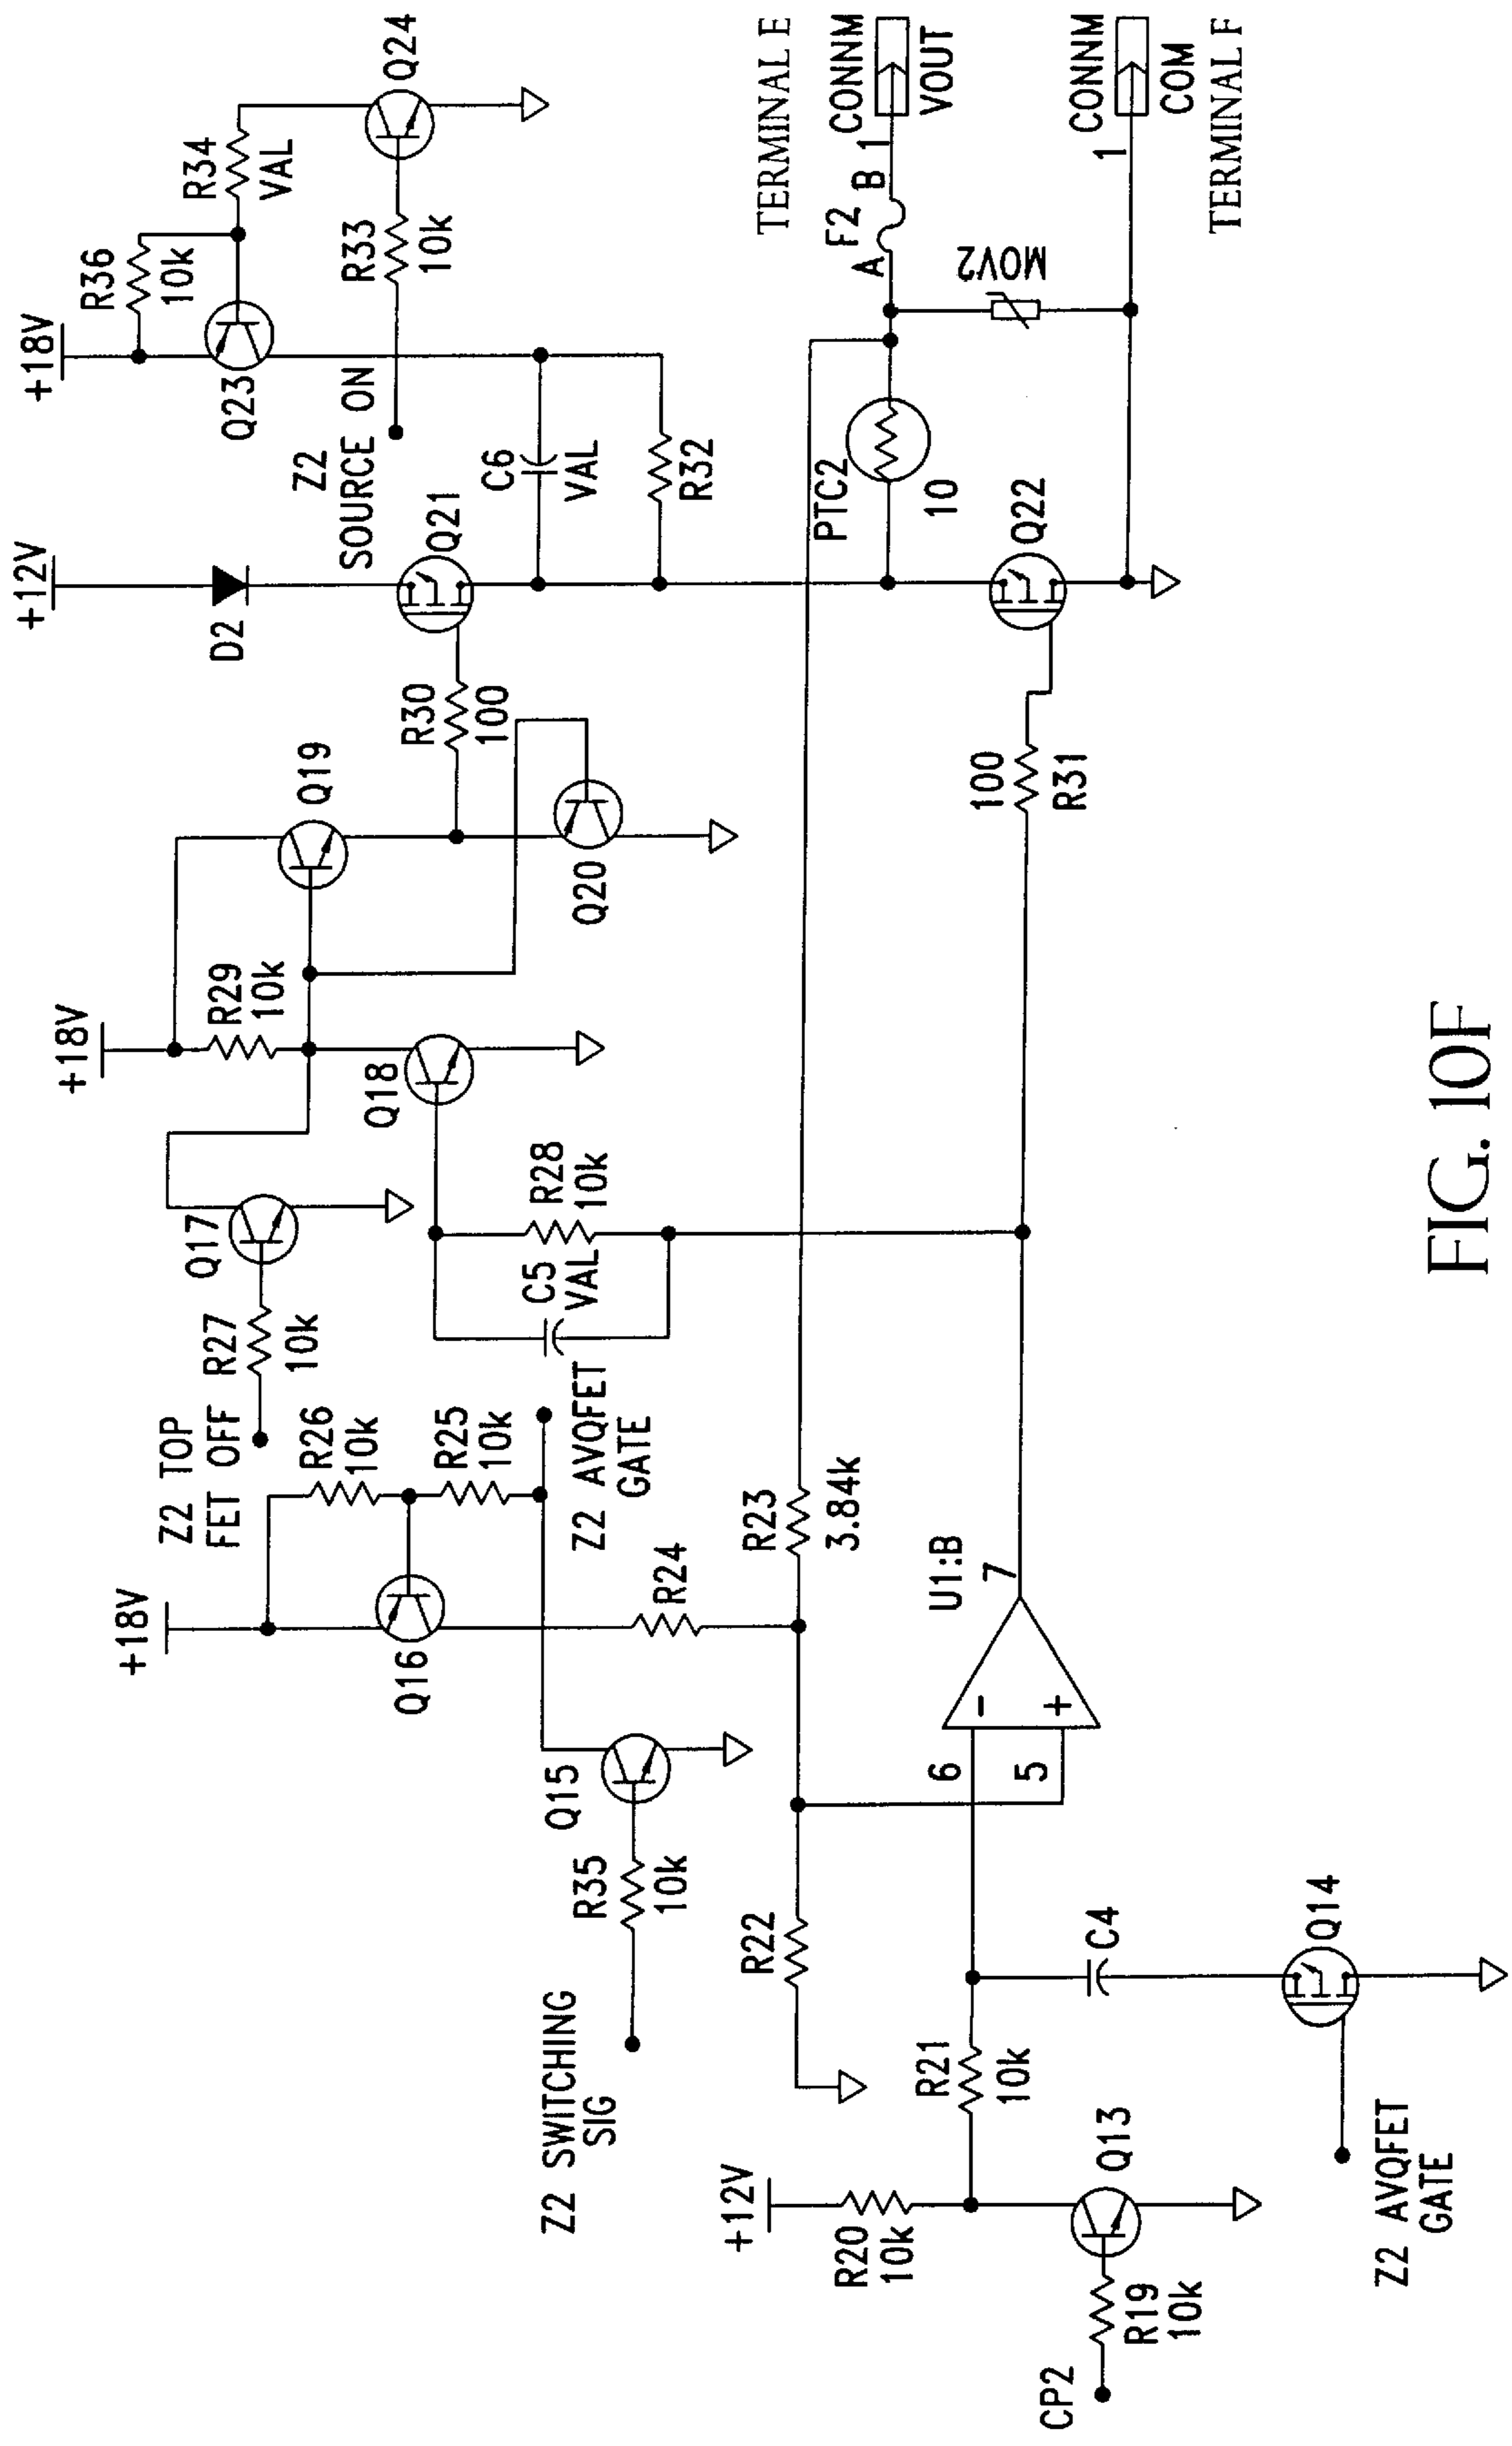 +18V
R36
10k
Q23
R34
VAL
Q24
R33
10k
Z2
SOURCE ON
C6
VAL
R32
+12V
D2
Q21
R30
100
Q19
Q20
+18V
R29
10k
Q18
Q17
R27
10k
Z2 TOP
FET OFF
R28
10k
C5
VAL
+18V
R26
10k
R25
10k
Z2 AVQFET
GATE
Q16
R24
Q15
R35
10k
Z2 SWITCHING
SIG
R23
3.84k
R22
U1:B
7
6
5
-
+
R21
10k
C4
Q14
Z2 AVQFET
GATE
+12V
R20
10k
Q13
R19
10k
CP2
100
R31
Q22
PTC2
10
MOV2
A
F2
B
1
TERMINAL E
CONNM
VOUT
1
CONNM
COM
TERMINAL F
FIG. 10F